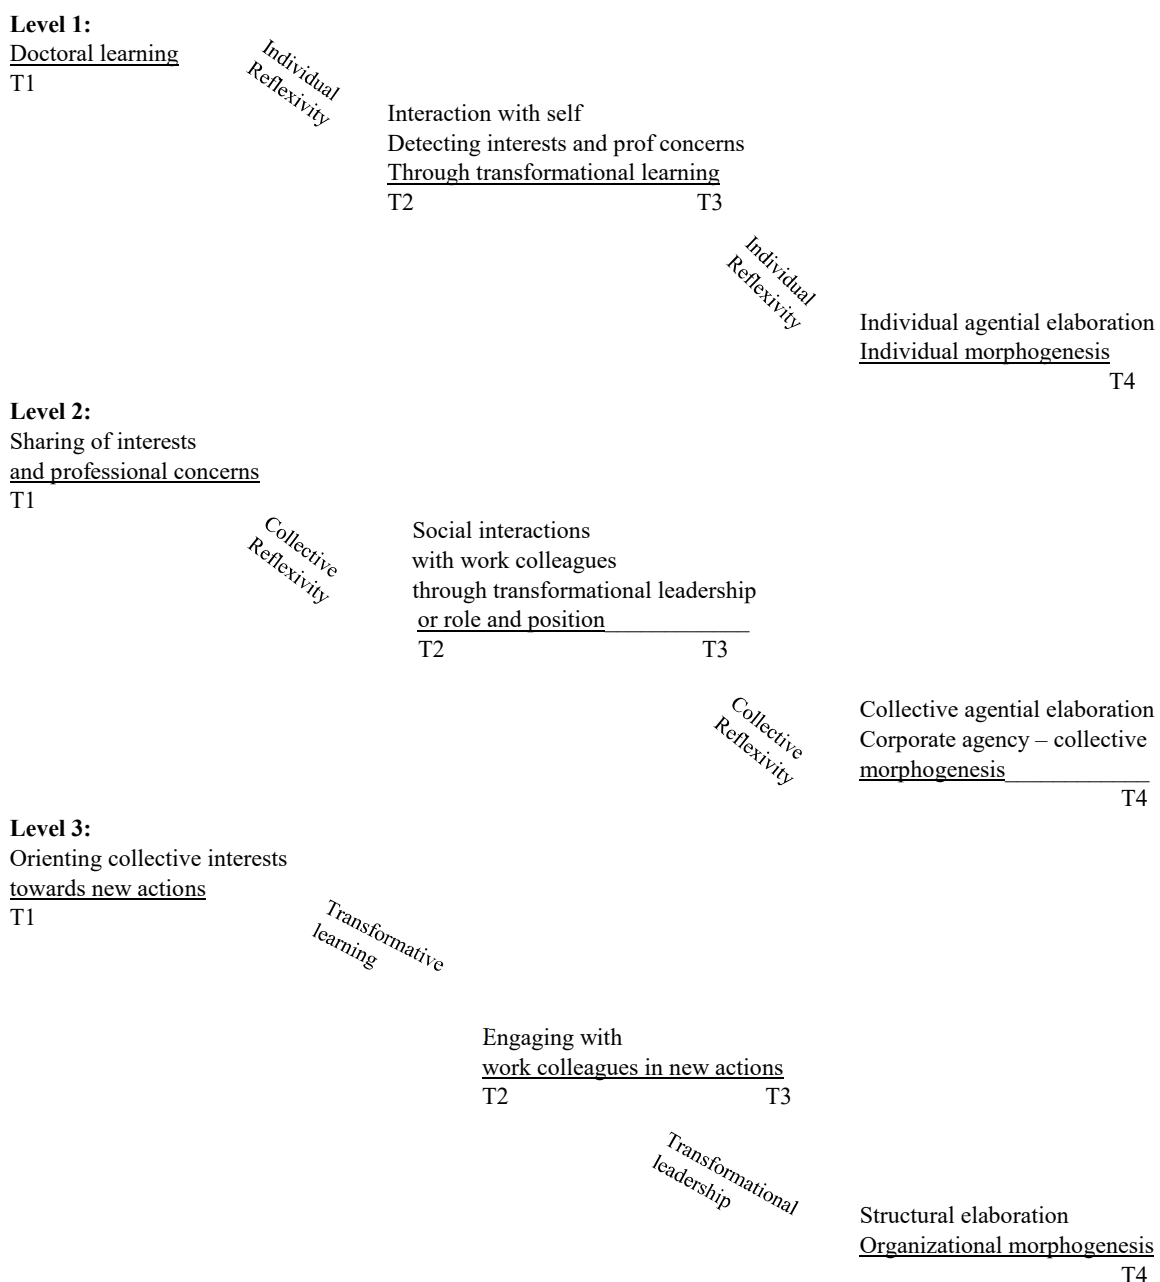 Level 1:
Doctoral learning
T1
Individual
Reflexivity
Interaction with self
Detecting interests and prof concerns
Through transformational learning
T2 T3
Individual
Reflexivity
Individual agential elaboration
Individual morphogenesis
T4
Level 2:
Sharing of interests
and professional concerns
T1
Collective
Reflexivity
Social interactions
with work colleagues
through transformational leadership
or role and position____________
T2 T3
Collective
Reflexivity
Collective agential elaboration
Corporate agency – collective
morphogenesis____________
T4
Level 3:
Orienting collective interests
towards new actions
T1
Transformative
learning
Engaging with
work colleagues in new actions
T2 T3
Transformational
leadership
Structural elaboration
Organizational morphogenesis
T4